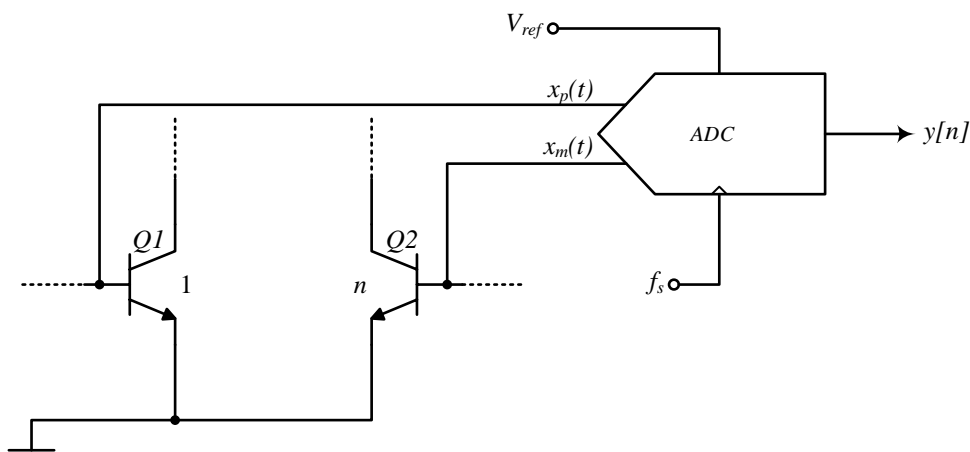 V_ref
x_p(t)
x_m(t)
ADC
y[n]
Q1
1
Q2
n
f_s